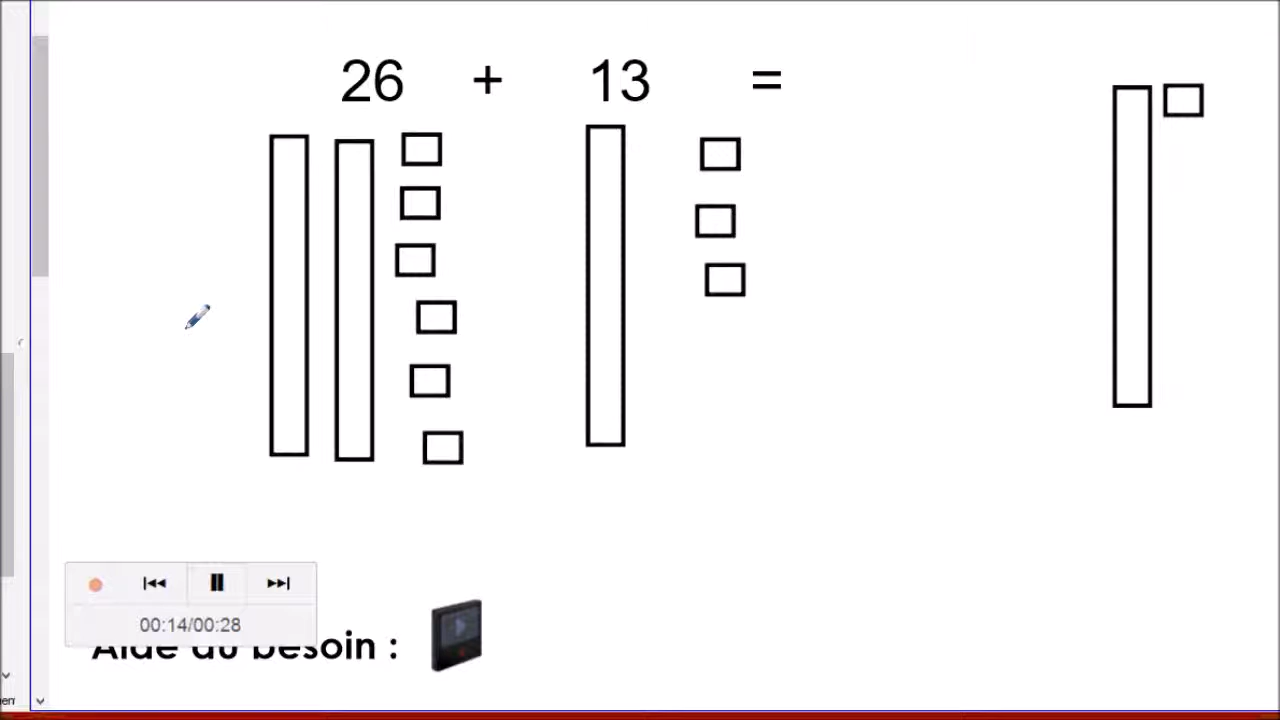 26 + 13 =
00:14/00:28
Aide au besoin :